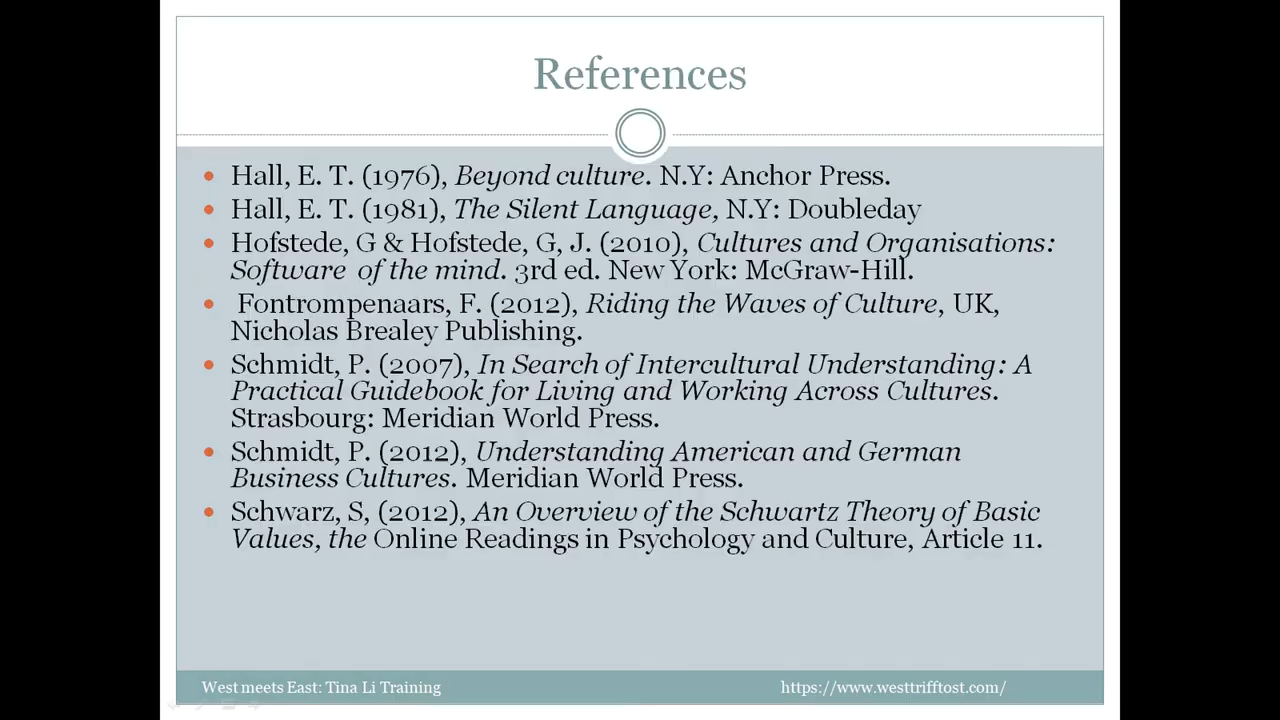 References
Hall, E. T. (1976), Beyond culture. N.Y: Anchor Press.
Hall, E. T. (1981), The Silent Language, N.Y: Doubleday
Hofstede, G & Hofstede, G, J. (2010), Cultures and Organisations:
Software of the mind. 3rd ed. New York: McGraw-Hill.
Fontrompenaars, F. (2012), Riding the Waves of Culture, UK,
Nicholas Brealey Publishing.
Schmidt, P. (2007), In Search of Intercultural Understanding: A
Practical Guidebook for Living and Working Across Cultures.
Strasbourg: Meridian World Press.
Schmidt, P. (2012), Understanding American and German
Business Cultures. Meridian World Press.
Schwarz, S, (2012), An Overview of the Schwartz Theory of Basic
Values, the Online Readings in Psychology and Culture, Article 11.
West meets East: Tina Li Training https://www.westtrifftost.com/